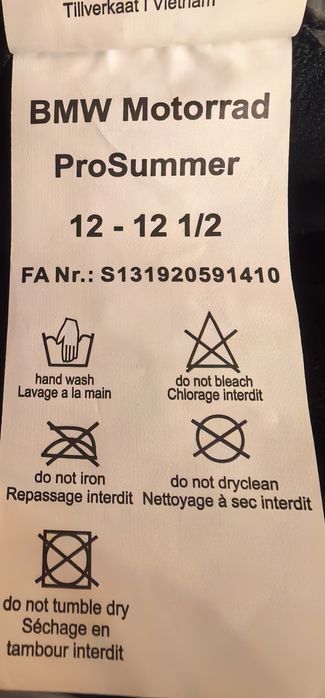 Tillverkaat I Vietnam
BMW Motorrad
ProSummer
12 - 12 1/2
FA Nr.: S131920591410
hand wash
Lavage a la main
do not bleach
Chlorage interdit
do not iron
Repassage interdit
do not dryclean
Nettoyage à sec interdit
do not tumble dry
Séchage en
tambour interdit